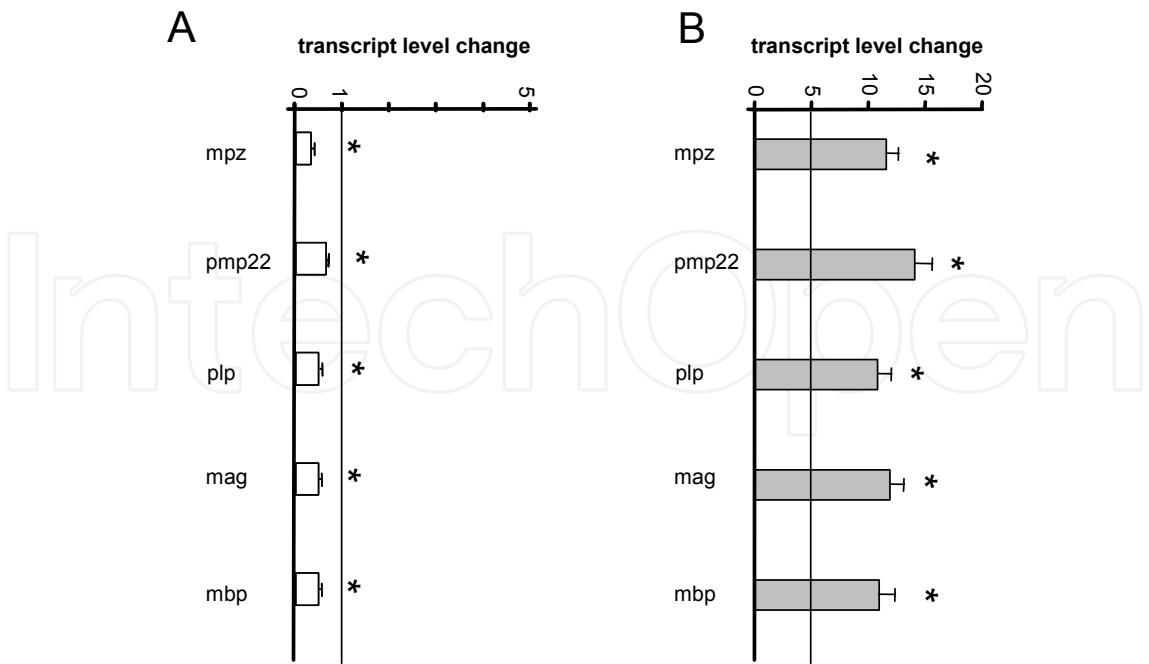 A
transcript level change
0 1 5
mpz *
pmp22 *
plp *
mag *
mbp *
B
transcript level change
0 5 10 15 20
mpz *
pmp22 *
plp *
mag *
mbp *
IntechOpen